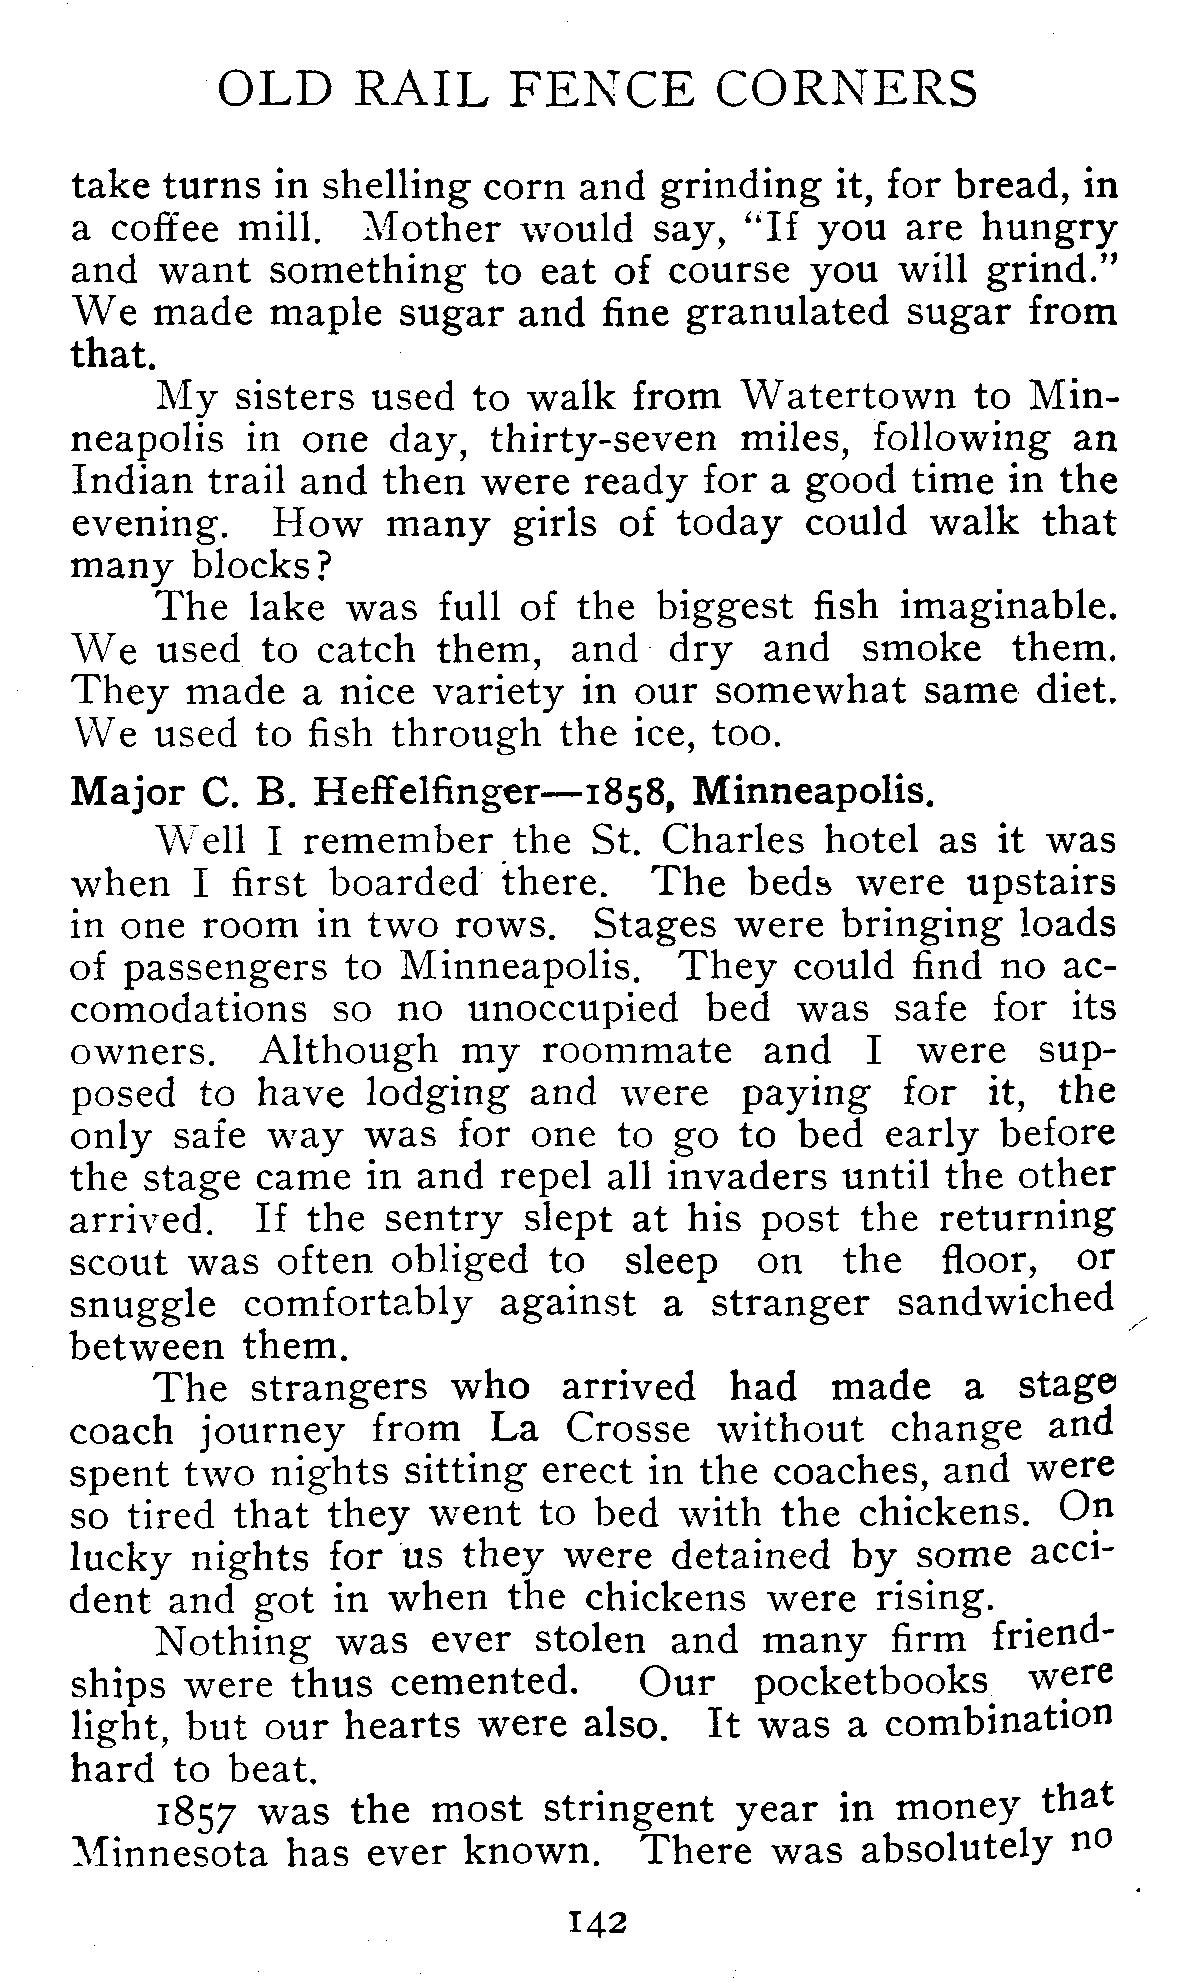 OLD RAIL FENCE CORNERS
take turns in shelling corn and grinding it, for bread, in
a coffee mill. Mother would say, "If you are hungry
and want something to eat of course you will grind."
We made maple sugar and fine granulated sugar from
that.
My sisters used to walk from Watertown to Min-
neapolis in one day, thirty-seven miles, following an
Indian trail and then were ready for a good time in the
evening. How many girls of today could walk that
many blocks?
The lake was full of the biggest fish imaginable.
We used to catch them, and dry and smoke them.
They made a nice variety in our somewhat same diet.
We used to fish through the ice, too.
Major C. B. Heffelfinger—1858, Minneapolis.
Well I remember the St. Charles hotel as it was
when I first boarded there. The beds were upstairs
in one room in two rows. Stages were bringing loads
of passengers to Minneapolis. They could find no ac-
comodations so no unoccupied bed was safe for its
owners. Although my roommate and I were sup-
posed to have lodging and were paying for it, the
only safe way was for one to go to bed early before
the stage came in and repel all invaders until the other
arrived. If the sentry slept at his post the returning
scout was often obliged to sleep on the floor, or
snuggle comfortably against a stranger sandwiched
between them.
The strangers who arrived had made a stage
coach journey from La Crosse without change and
spent two nights sitting erect in the coaches, and were
so tired that they went to bed with the chickens. On
lucky nights for us they were detained by some acci-
dent and got in when the chickens were rising.
Nothing was ever stolen and many firm friend-
ships were thus cemented. Our pocketbooks were
light, but our hearts were also. It was a combination
hard to beat.
1857 was the most stringent year in money that
Minnesota has ever known. There was absolutely no
142